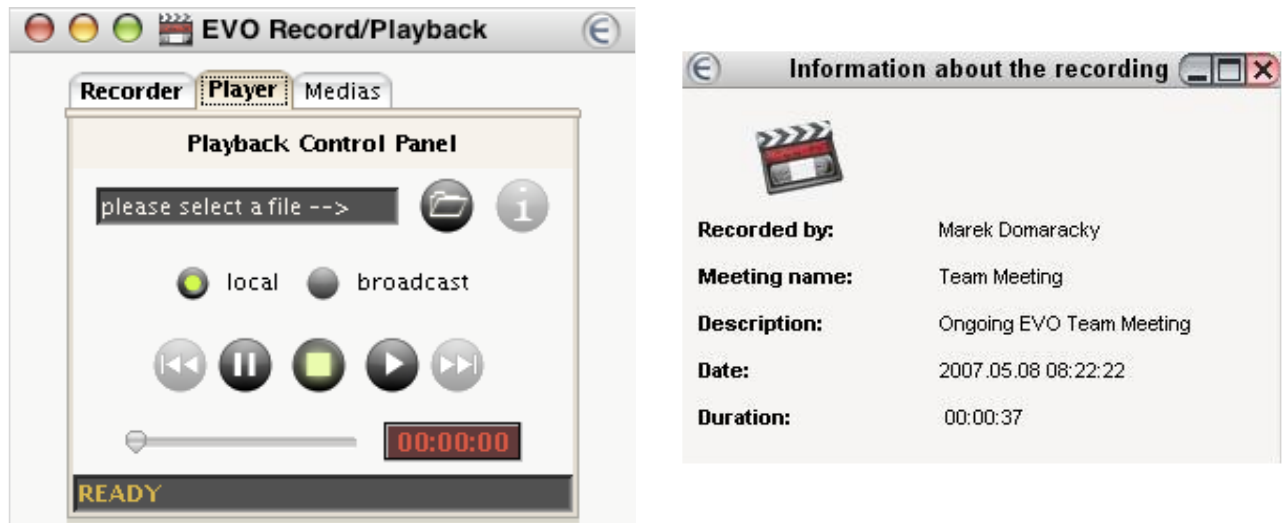 EVO Record/Playback
Recorder Player Medias
Playback Control Panel
please select a file -->
local broadcast
00:00:00
READY
Information about the recording
Recorded by: Marek Domaracky
Meeting name: Team Meeting
Description: Ongoing EVO Team Meeting
Date: 2007.05.08 08:22:22
Duration: 00:00:37